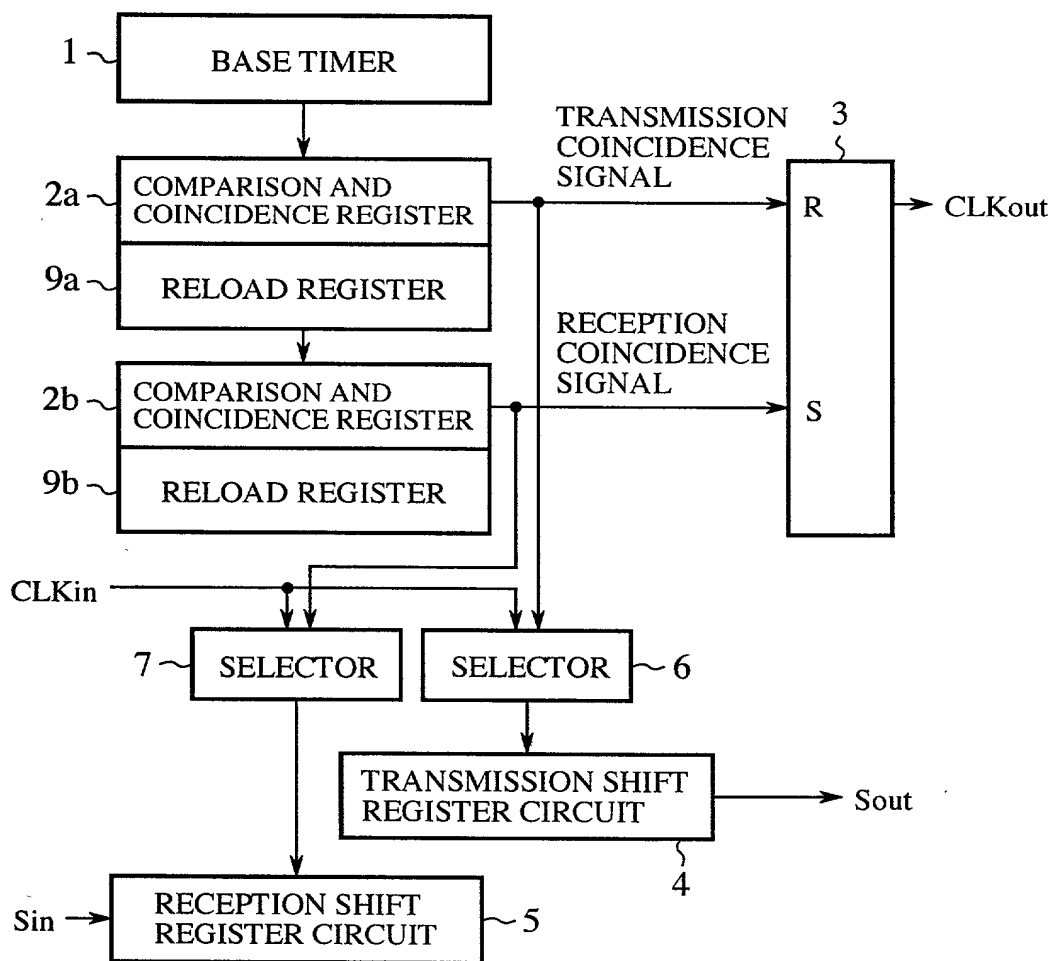 1
BASE TIMER
TRANSMISSION
COINCIDENCE
SIGNAL
3
2a
COMPARISON AND
COINCIDENCE REGISTER
R
CLKout
9a
RELOAD REGISTER
RECEPTION
COINCIDENCE
SIGNAL
2b
COMPARISON AND
COINCIDENCE REGISTER
S
9b
RELOAD REGISTER
CLKin
7
SELECTOR
SELECTOR
6
TRANSMISSION SHIFT
REGISTER CIRCUIT
Sout
4
Sin
RECEPTION SHIFT
REGISTER CIRCUIT
5